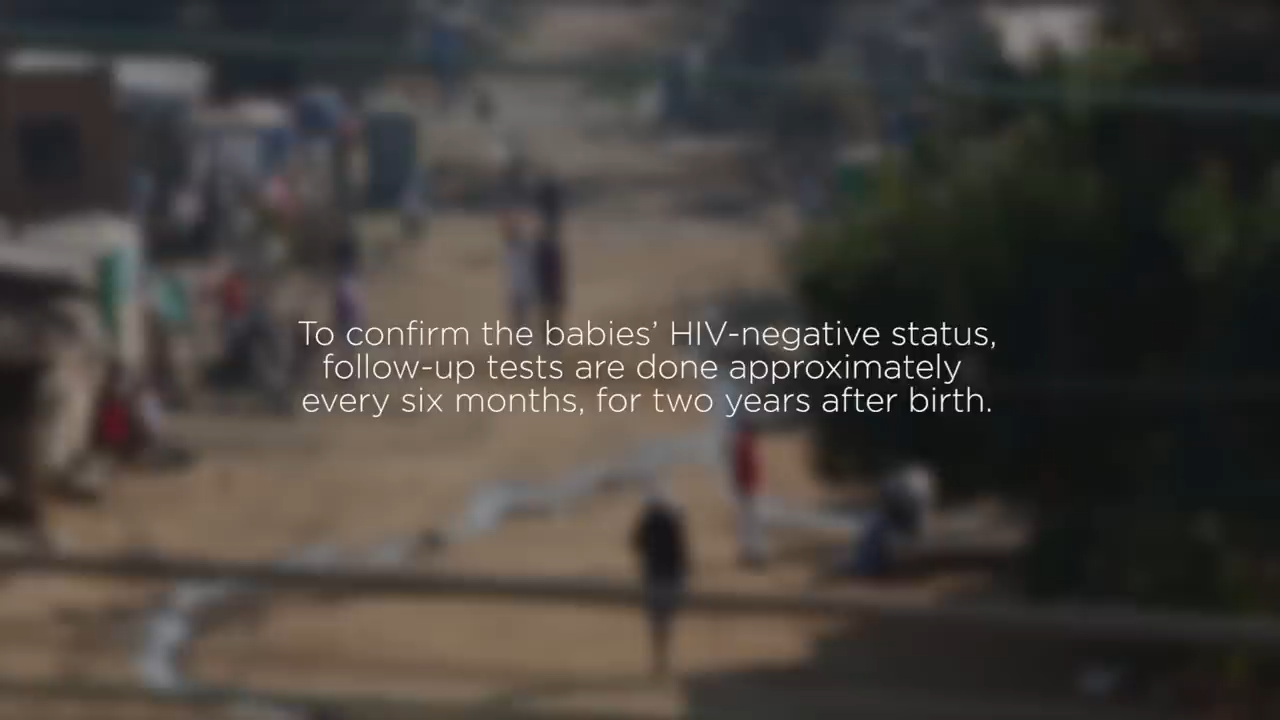 To confirm the babies’ HIV-negative status,
follow-up tests are done approximately
every six months, for two years after birth.